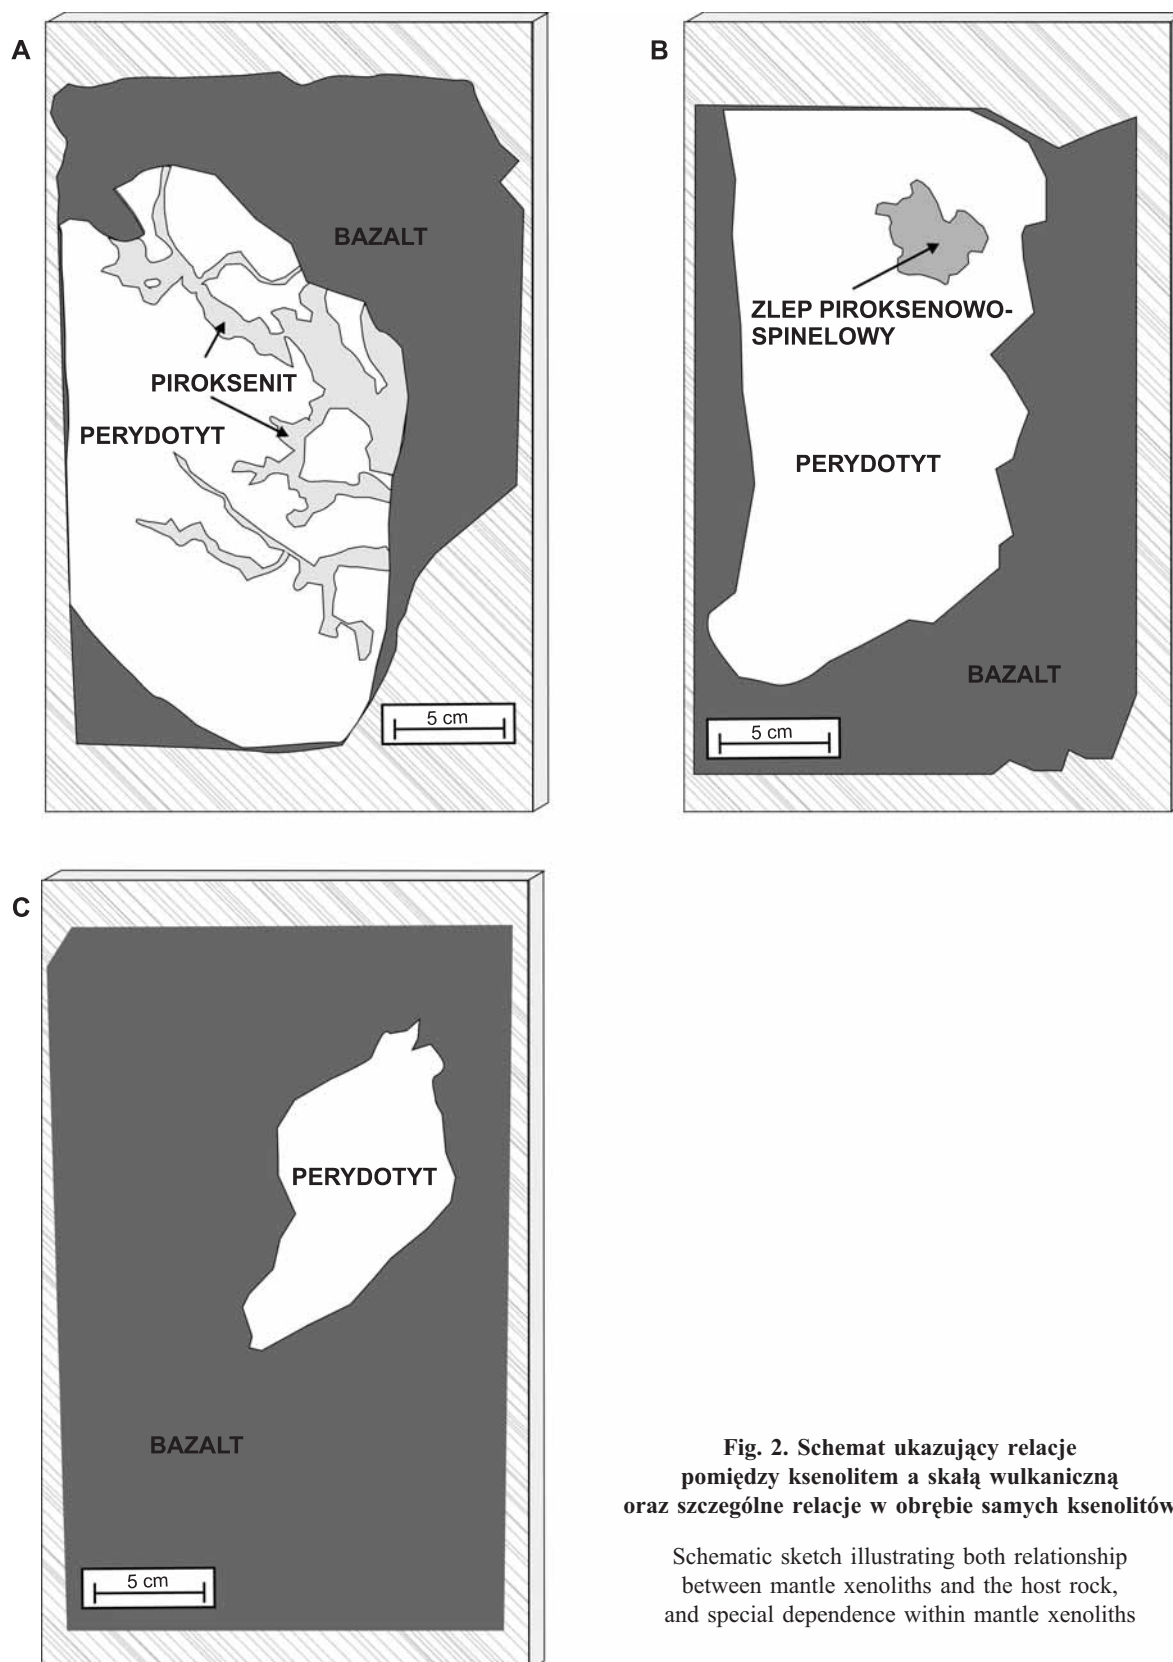 A
BAZALT
PIROKSENIT
PERYDOTYT
5 cm
B
ZLEP PIROKSENOWO-
SPINELOWY
PERYDOTYT
BAZALT
5 cm
C
PERYDOTYT
BAZALT
5 cm
Fig. 2. Schemat ukazujący relacje
pomiędzy ksenolitem a skałą wulkaniczną
oraz szczególne relacje w obrębie samych ksenolitów
Schematic sketch illustrating both relationship
between mantle xenoliths and the host rock,
and special dependence within mantle xenoliths